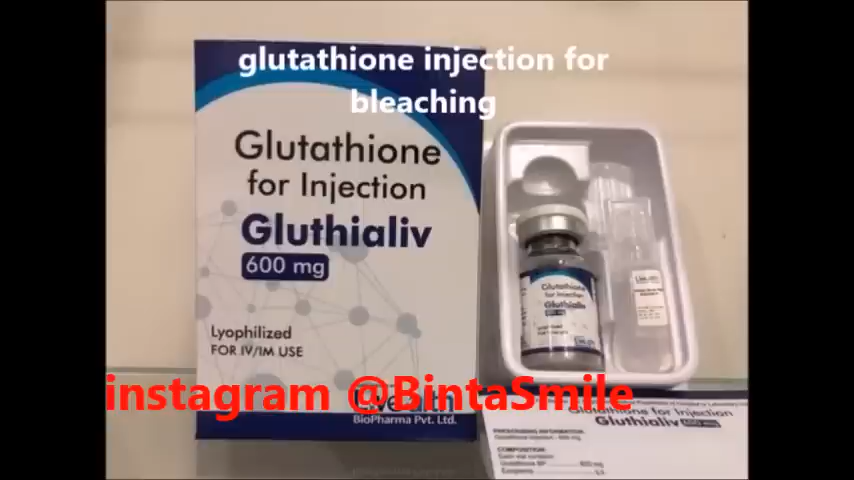 glutathione injection for
bleaching
Glutathione
for Injection
Gluthialiv
600 mg
Lyophilized
FOR IV/IM USE
BioPharma Pvt. Ltd.
instagram @BintaSmile
Glutathione
for Injection
Gluthialiv
Glutathione for Injection
Gluthialiv 600 mg
COMPOSITION: